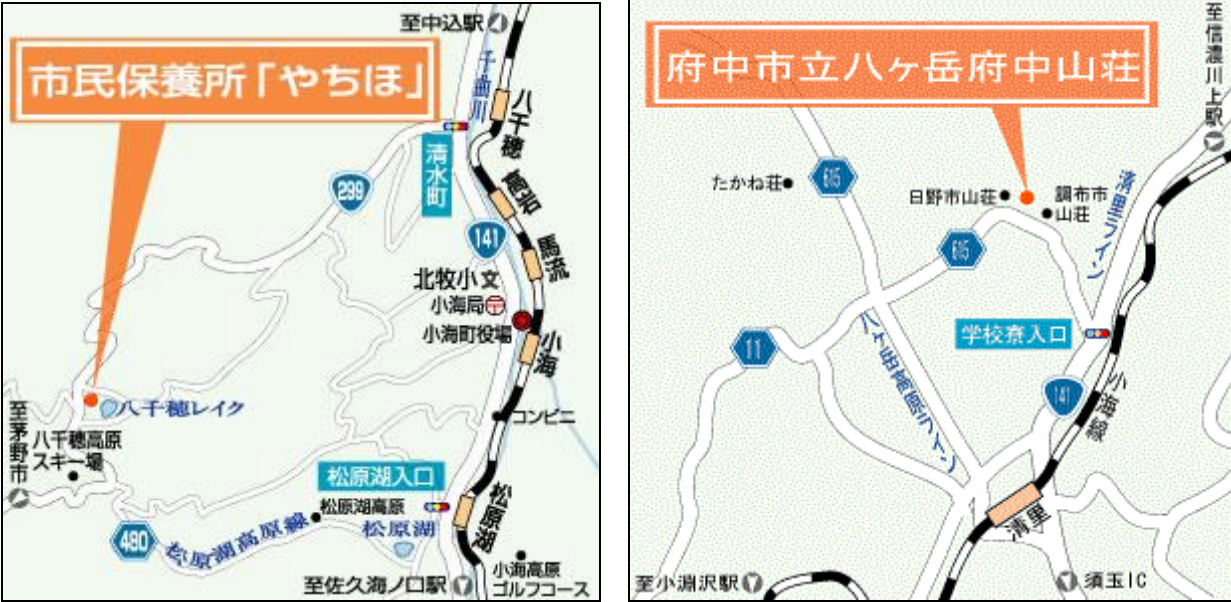 至中込駅
市民保養所「やちほ」
千曲川
八千穂
清水町
299
高岩
141
馬流
北牧小
小海局
小海町役場
小海
八千穂レイク
コンビニ
至茅野市
八千穂高原
スキー場
松原湖入口
松原湖高原
松原湖
松原湖
480
松原湖高原線
小海高原
ゴルフコース
至佐久海ノ口駅
府中市立八ヶ岳府中山荘
至信濃川上駅
たかね荘
615
日野市山荘
調布市
山荘
清里ライン
615
学校寮入口
11
141
小海線
清里
至小淵沢駅
須玉IC